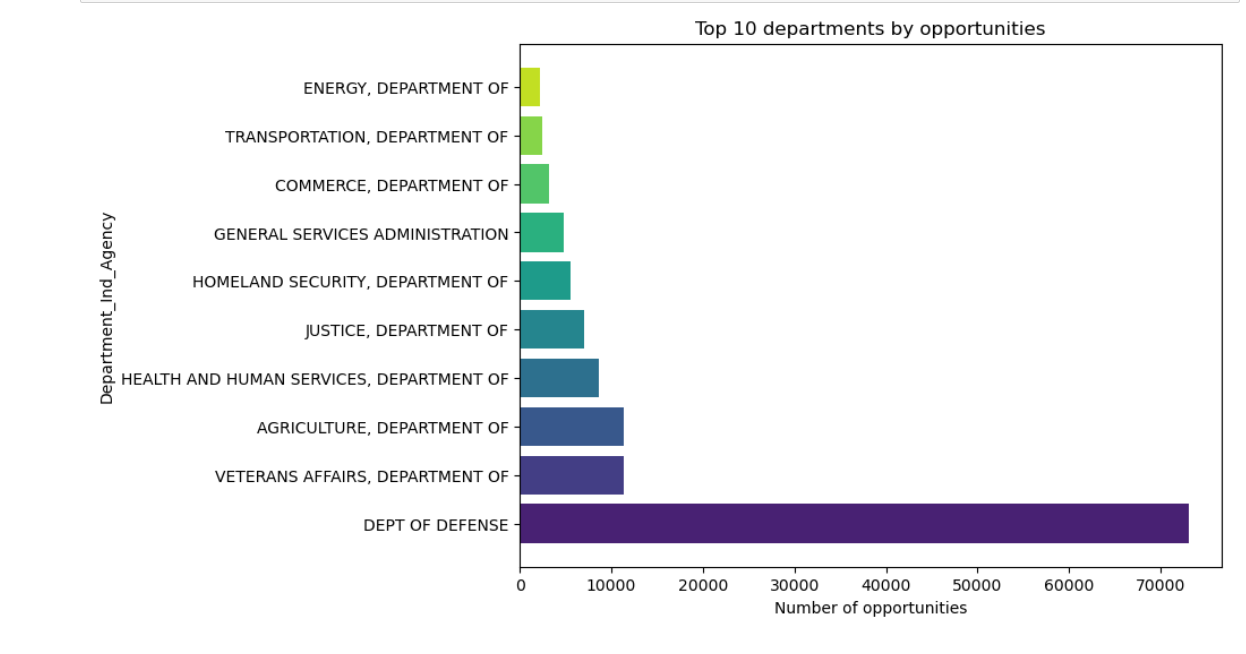 Top 10 departments by opportunities
ENERGY, DEPARTMENT OF
TRANSPORTATION, DEPARTMENT OF
COMMERCE, DEPARTMENT OF
GENERAL SERVICES ADMINISTRATION
HOMELAND SECURITY, DEPARTMENT OF
JUSTICE, DEPARTMENT OF
HEALTH AND HUMAN SERVICES, DEPARTMENT OF
AGRICULTURE, DEPARTMENT OF
VETERANS AFFAIRS, DEPARTMENT OF
DEPT OF DEFENSE
Department_Ind_Agency
0 10000 20000 30000 40000 50000 60000 70000
Number of opportunities